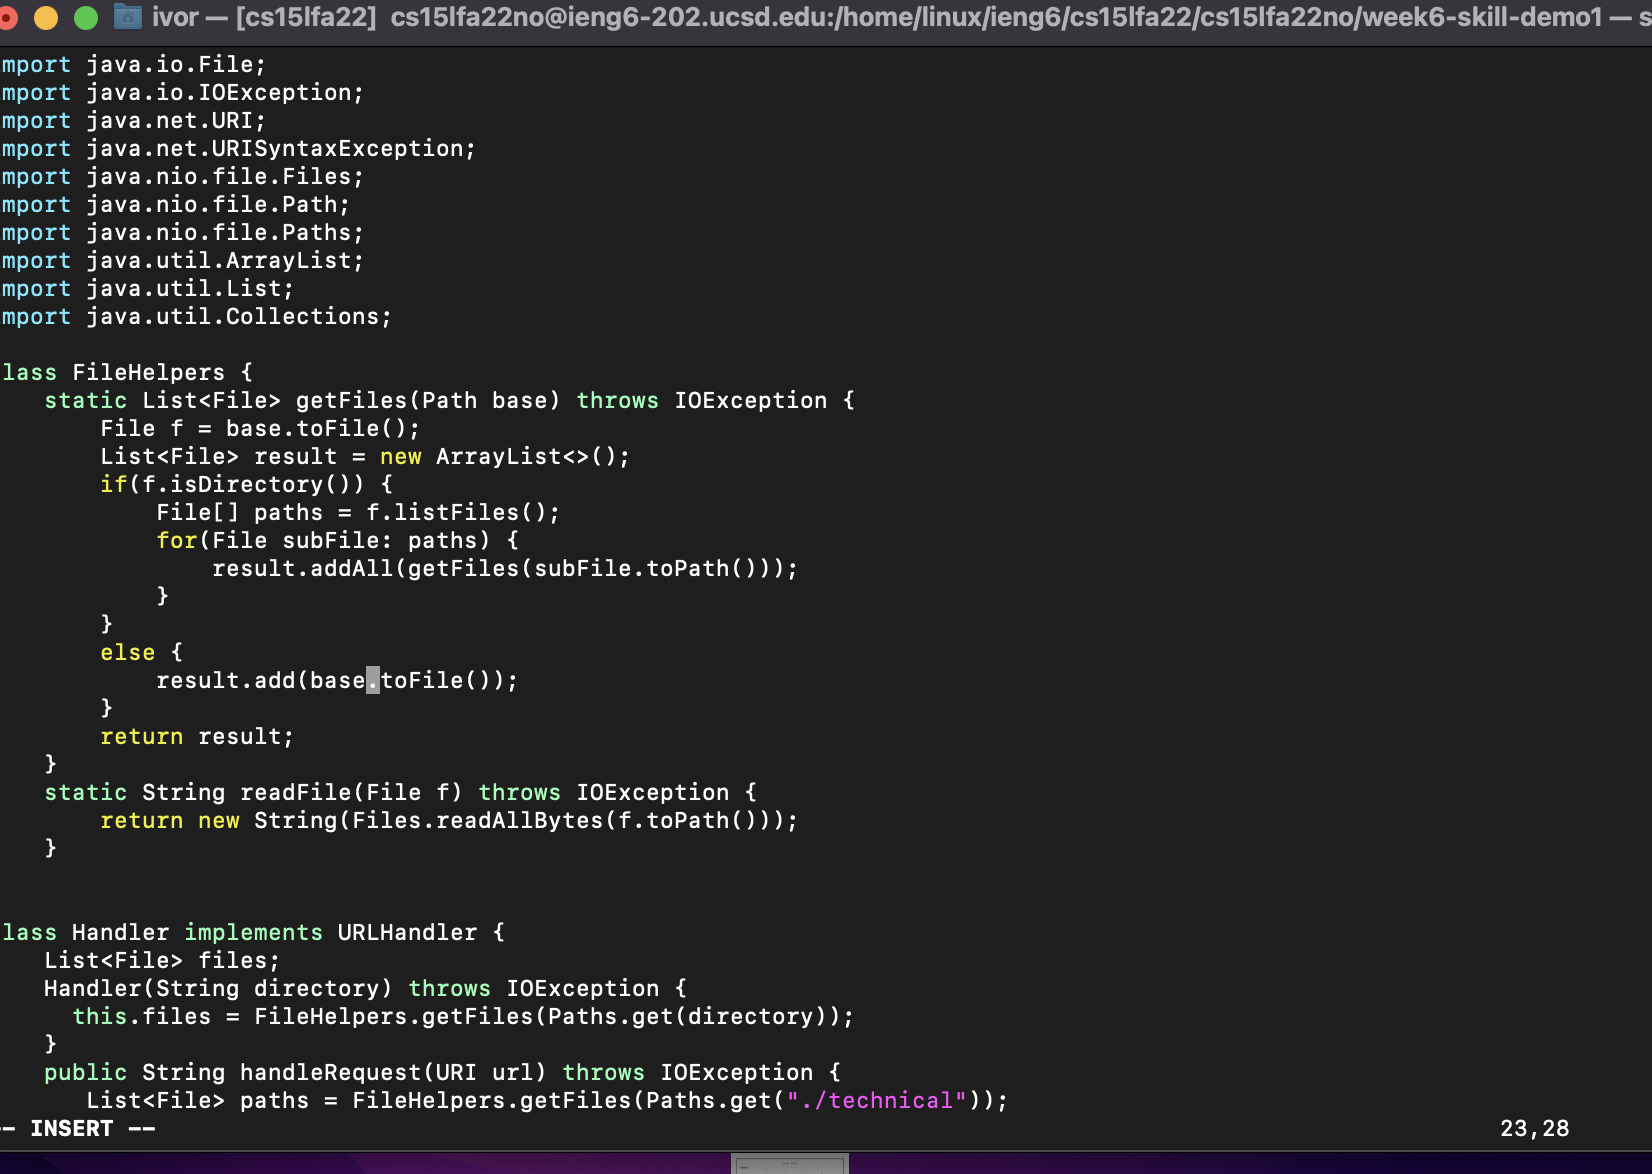 ivor — [cs15lfa22] cs15lfa22no@ieng6-202.ucsd.edu:/home/linux/ieng6/cs15lfa22/cs15lfa22no/week6-skill-demo1 — s
mport java.io.File;
mport java.io.IOException;
mport java.net.URI;
mport java.net.URISyntaxException;
mport java.nio.file.Files;
mport java.nio.file.Path;
mport java.nio.file.Paths;
mport java.util.ArrayList;
mport java.util.List;
mport java.util.Collections;
lass FileHelpers {
static List<File> getFiles(Path base) throws IOException {
File f = base.toFile();
List<File> result = new ArrayList<>();
if(f.isDirectory()) {
File[] paths = f.listFiles();
for(File subFile: paths) {
result.addAll(getFiles(subFile.toPath()));
}
}
else {
result.add(base.toFile());
}
return result;
}
static String readFile(File f) throws IOException {
return new String(Files.readAllBytes(f.toPath()));
}
lass Handler implements URLHandler {
List<File> files;
Handler(String directory) throws IOException {
this.files = FileHelpers.getFiles(Paths.get(directory));
}
public String handleRequest(URI url) throws IOException {
List<File> paths = FileHelpers.getFiles(Paths.get("./technical"));
-- INSERT -- 23,28